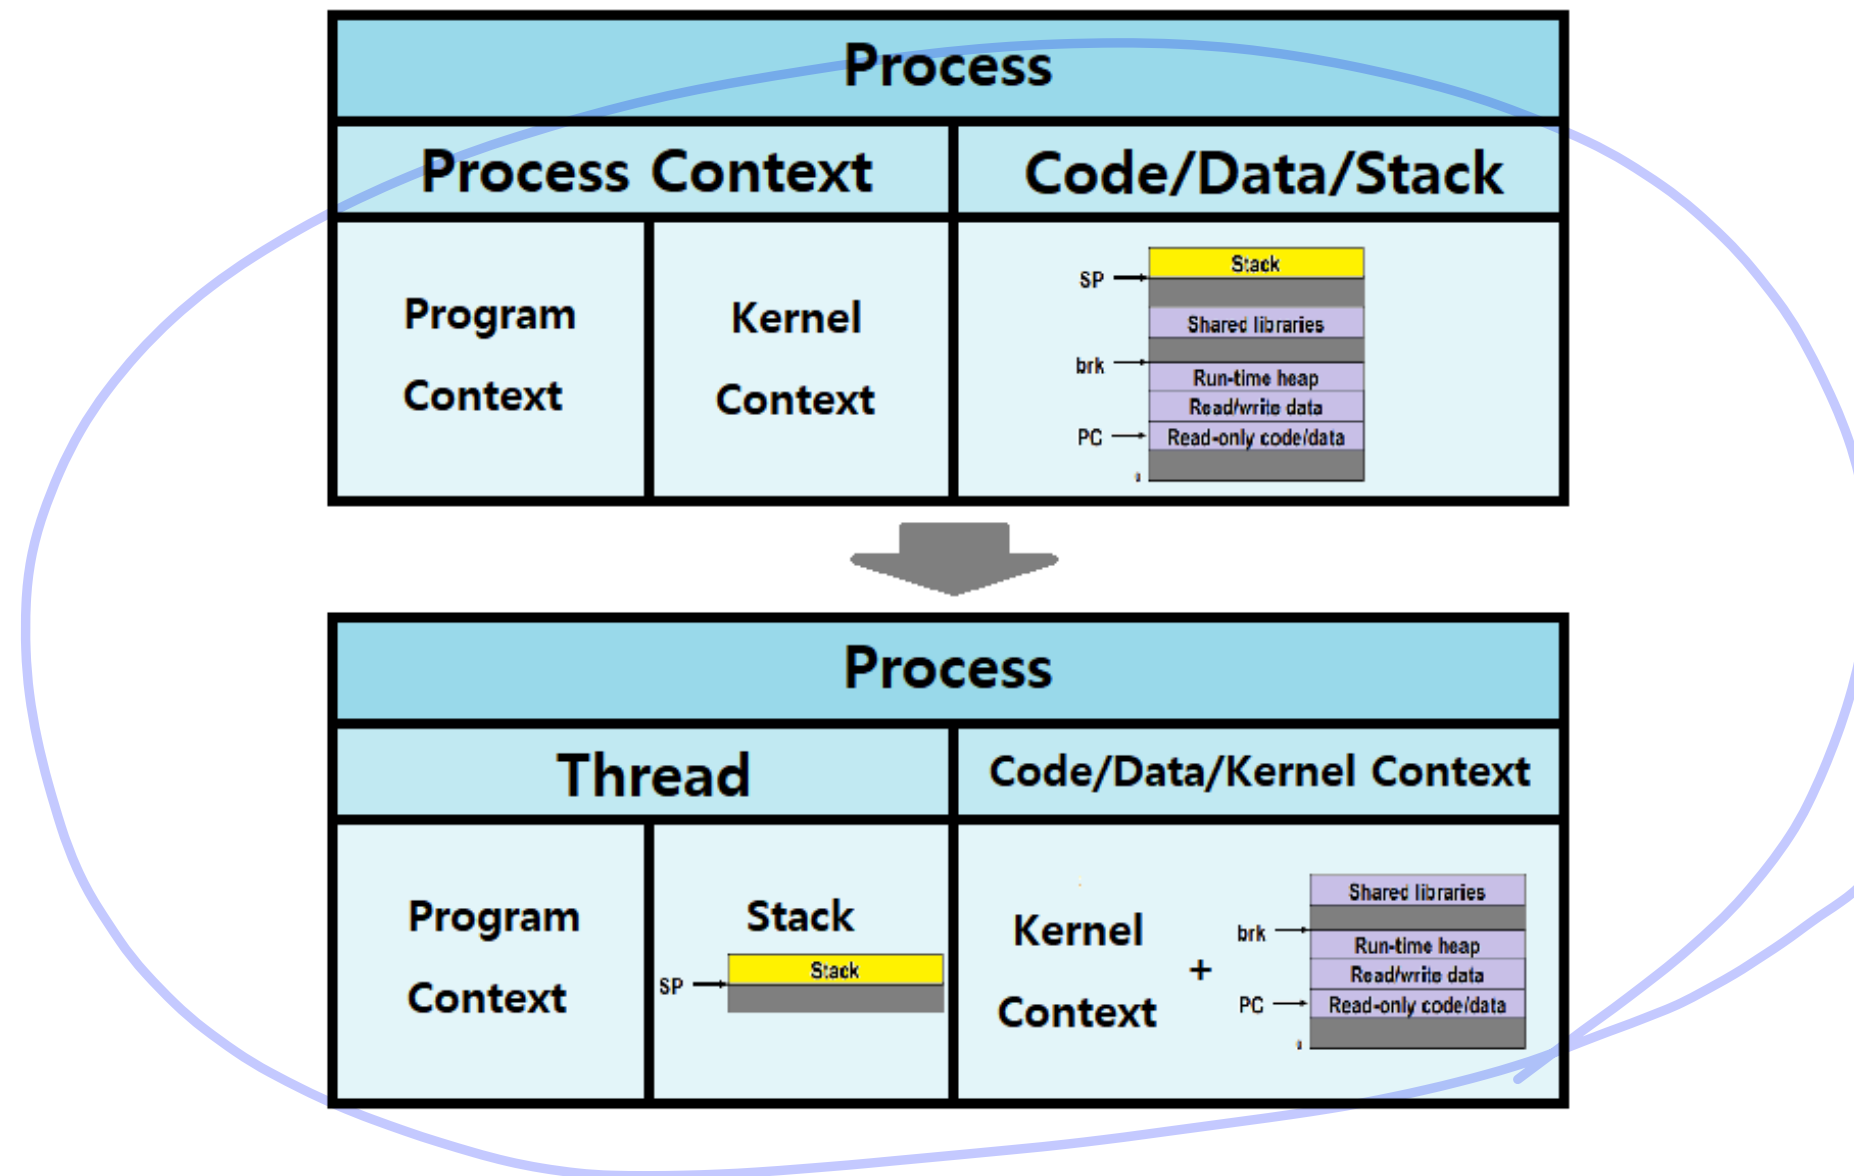 Process
Process Context
Code/Data/Stack
Program
Context
Kernel
Context
Stack
SP
Shared libraries
brk
Run-time heap
Read/write data
PC
Read-only code/data
Process
Thread
Code/Data/Kernel Context
Program
Context
Stack
Stack
SP
Kernel
Context
+
Shared libraries
brk
Run-time heap
Read/write data
PC
Read-only code/data